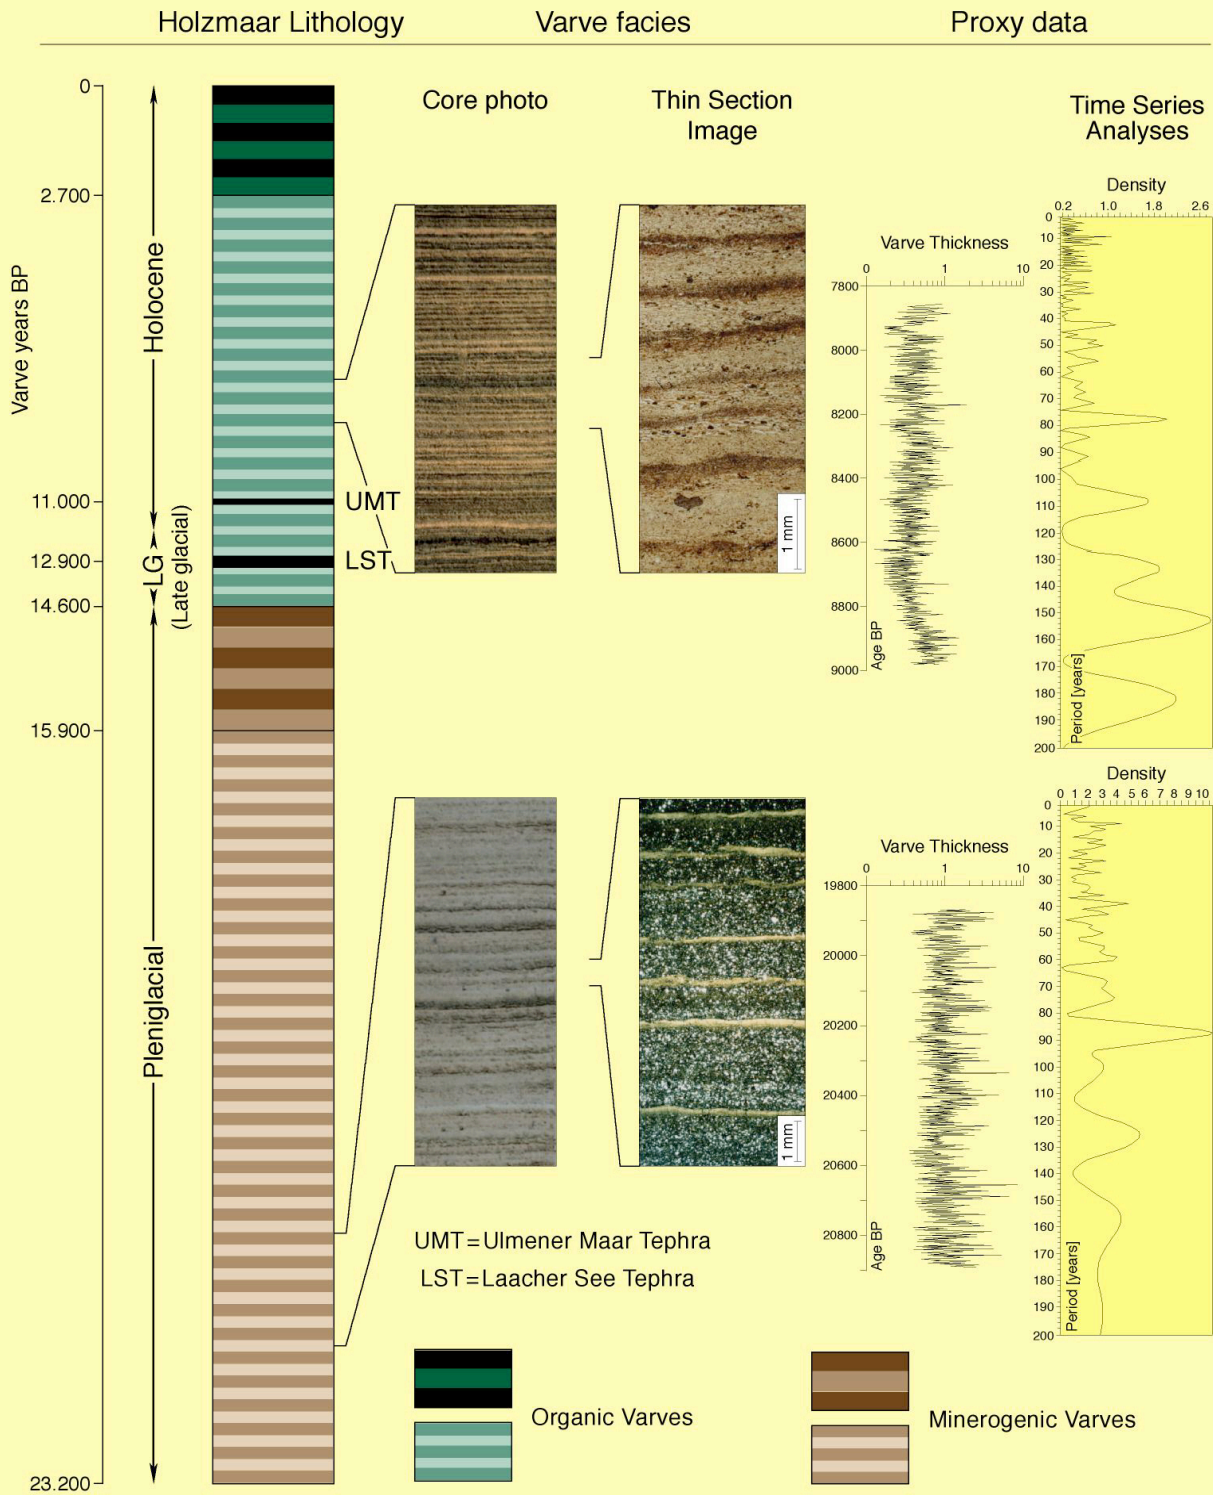 Holzmaar Lithology
Varve facies
Proxy data
Core photo
Thin Section
Image
Time Series
Analyses
Varve years BP
0
2.700
11.000
12.900
14.600
15.900
23.200
Holocene
LG
(Late glacial)
Pleniglacial
UMT
LST
1 mm
Varve Thickness
0 1 10
7800
8000
8200
8400
8600
8800
9000
Age BP
Density
0.2 1.0 1.8 2.6
0
10
20
30
40
50
60
70
80
90
100
110
120
130
140
150
160
170
180
190
200
Period [years]
1 mm
Varve Thickness
0 1 10
19800
20000
20200
20400
20600
20800
Age BP
Density
0 1 2 3 4 5 6 7 8 9 10
0
10
20
30
40
50
60
70
80
90
100
110
120
130
140
150
160
170
180
190
200
Period [years]
UMT=Ulmener Maar Tephra
LST=Laacher See Tephra
Organic Varves
Minerogenic Varves